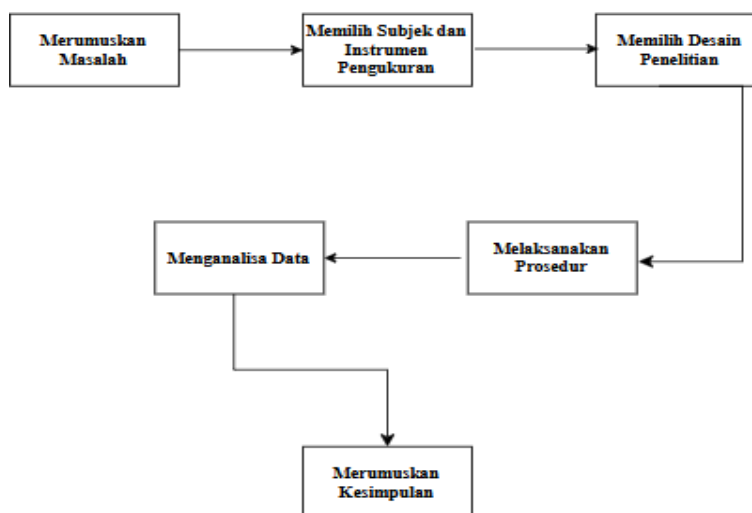 Merumuskan
Masalah
Memilih Subjek dan
Instrumen
Pengukuran
Memilih Desain
Penelitian
Melaksanakan
Prosedur
Menganalisa Data
Merumuskan
Kesimpulan